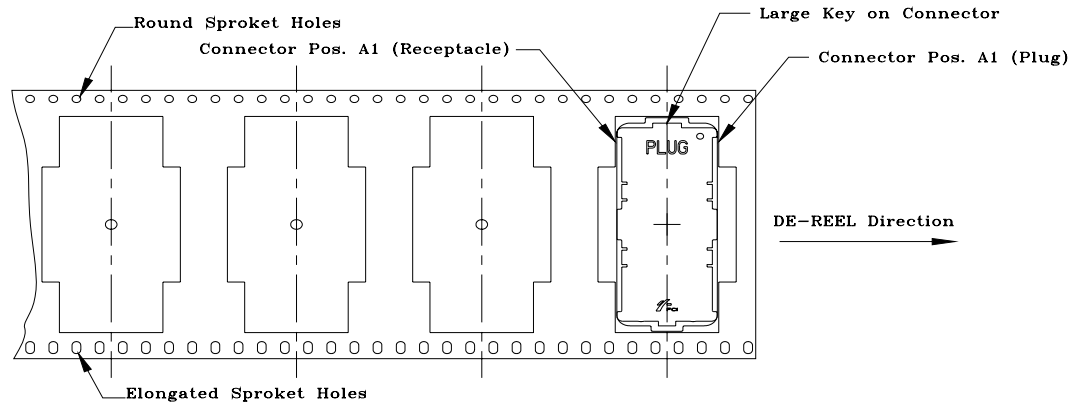 Round Sproket Holes
Large Key on Connector
Connector Pos. A1 (Receptacle)
Connector Pos. A1 (Plug)
PLUG
DE-REEL Direction
FCI
Elongated Sproket Holes